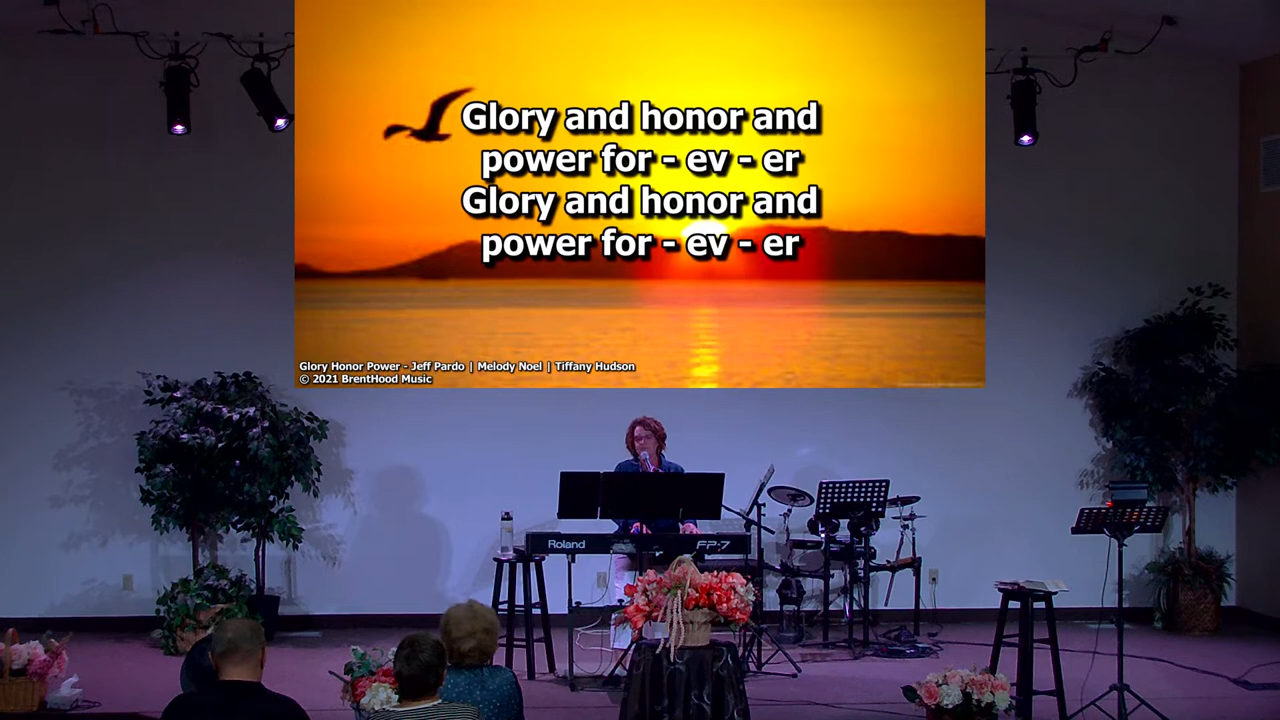 Glory and honor and
power for - ev - er
Glory and honor and
power for - ev - er
Glory Honor Power - Jeff Pardo | Melody Noel | Tiffany Hudson
© 2021 BrentHood Music
Roland
FP-7